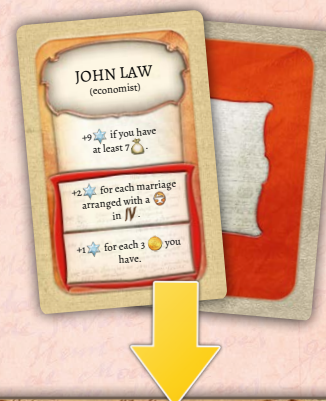 JOHN LAW
(economist)
+9 if you have
at least 7.
+2 for each marriage
arranged with a
in IV.
+1 for each 3 you
have.